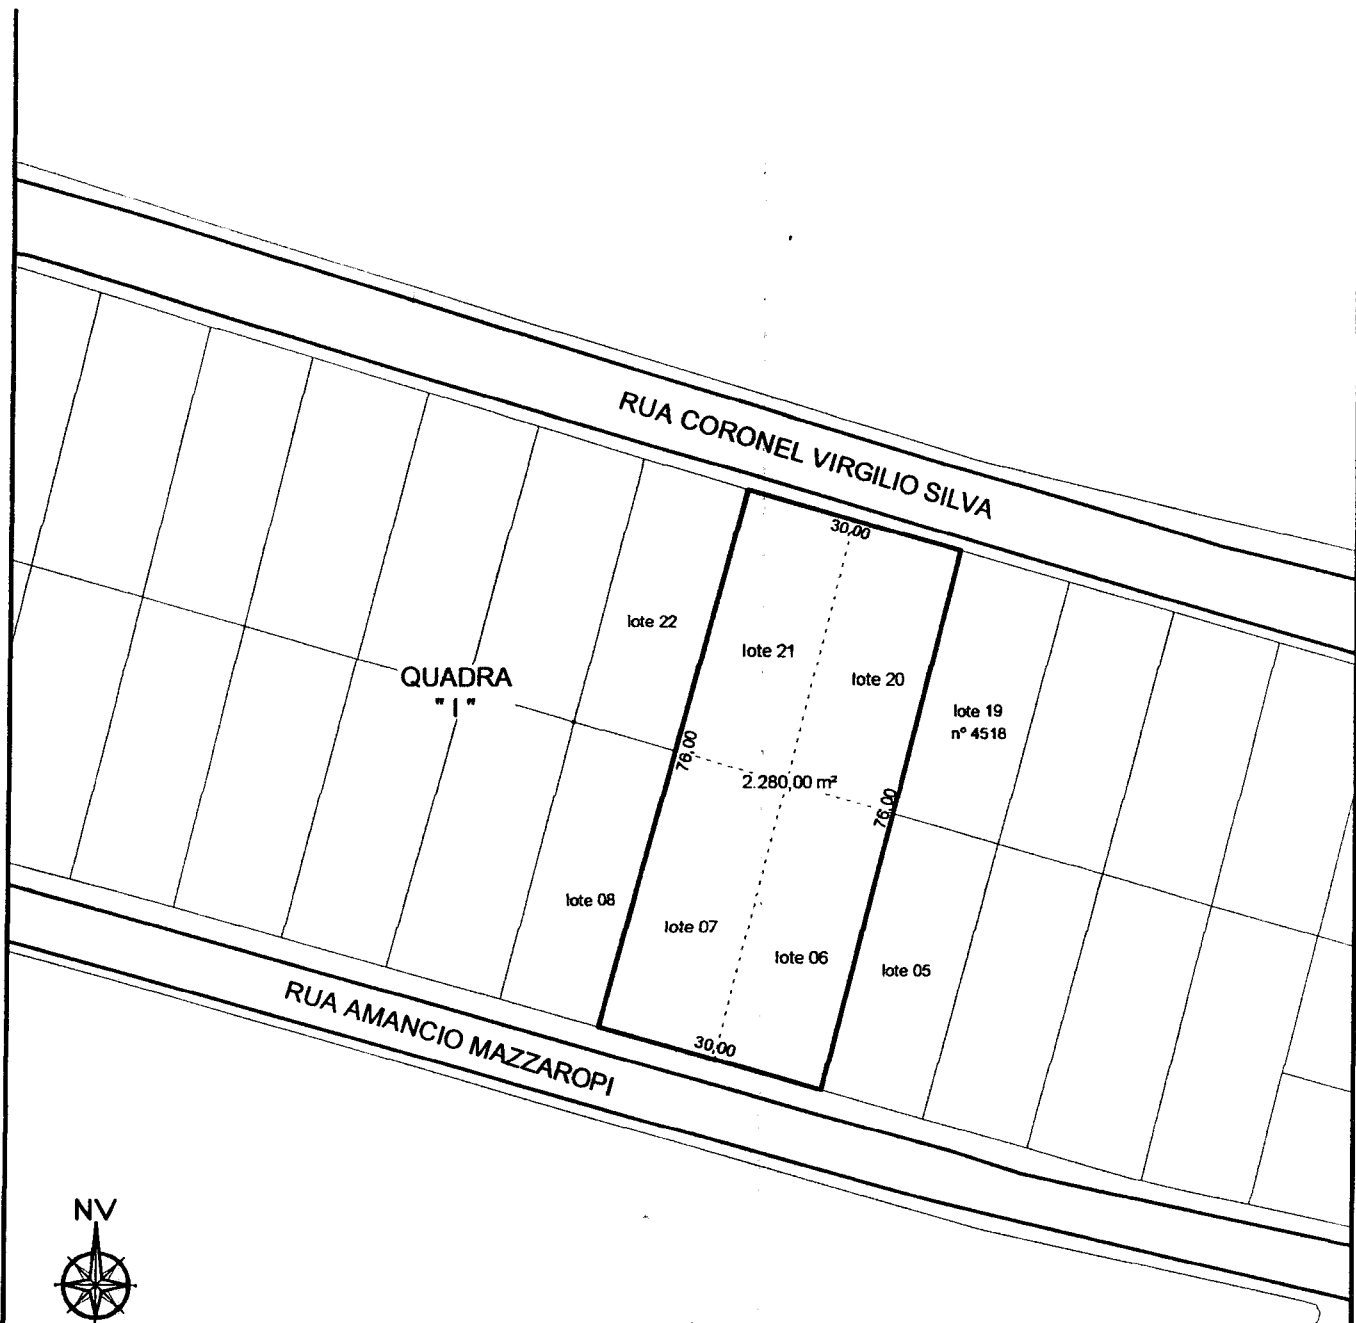 RUA CORONEL VIRGILIO SILVA
30,00
lote 22
lote 21
lote 20
QUADRA
" I "
lote 19
nº 4518
76,00
2.280,00 m²
76,00
lote 08
lote 07
lote 06
lote 05
RUA AMANCIO MAZZAROPI
30,00
NV